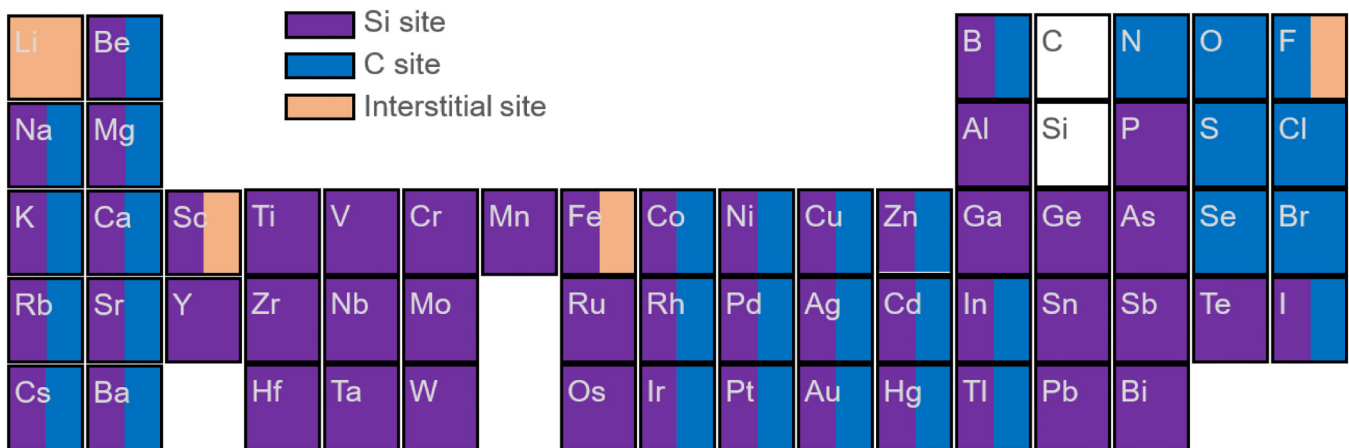 Si site
C site
Interstitial site
Li Be B C N O F
Na Mg Al Si P S Cl
K Ca Sc Ti V Cr Mn Fe Co Ni Cu Zn Ga Ge As Se Br
Rb Sr Y Zr Nb Mo Ru Rh Pd Ag Cd In Sn Sb Te I
Cs Ba Hf Ta W Os Ir Pt Au Hg Tl Pb Bi